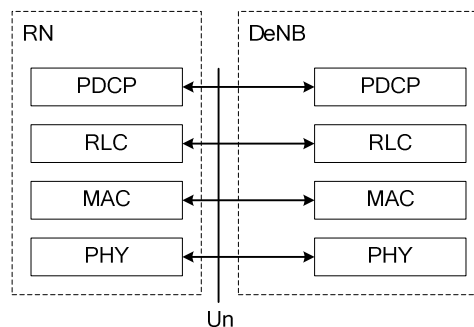 RN DeNB
PDCP PDCP
RLC RLC
MAC MAC
PHY PHY
Un